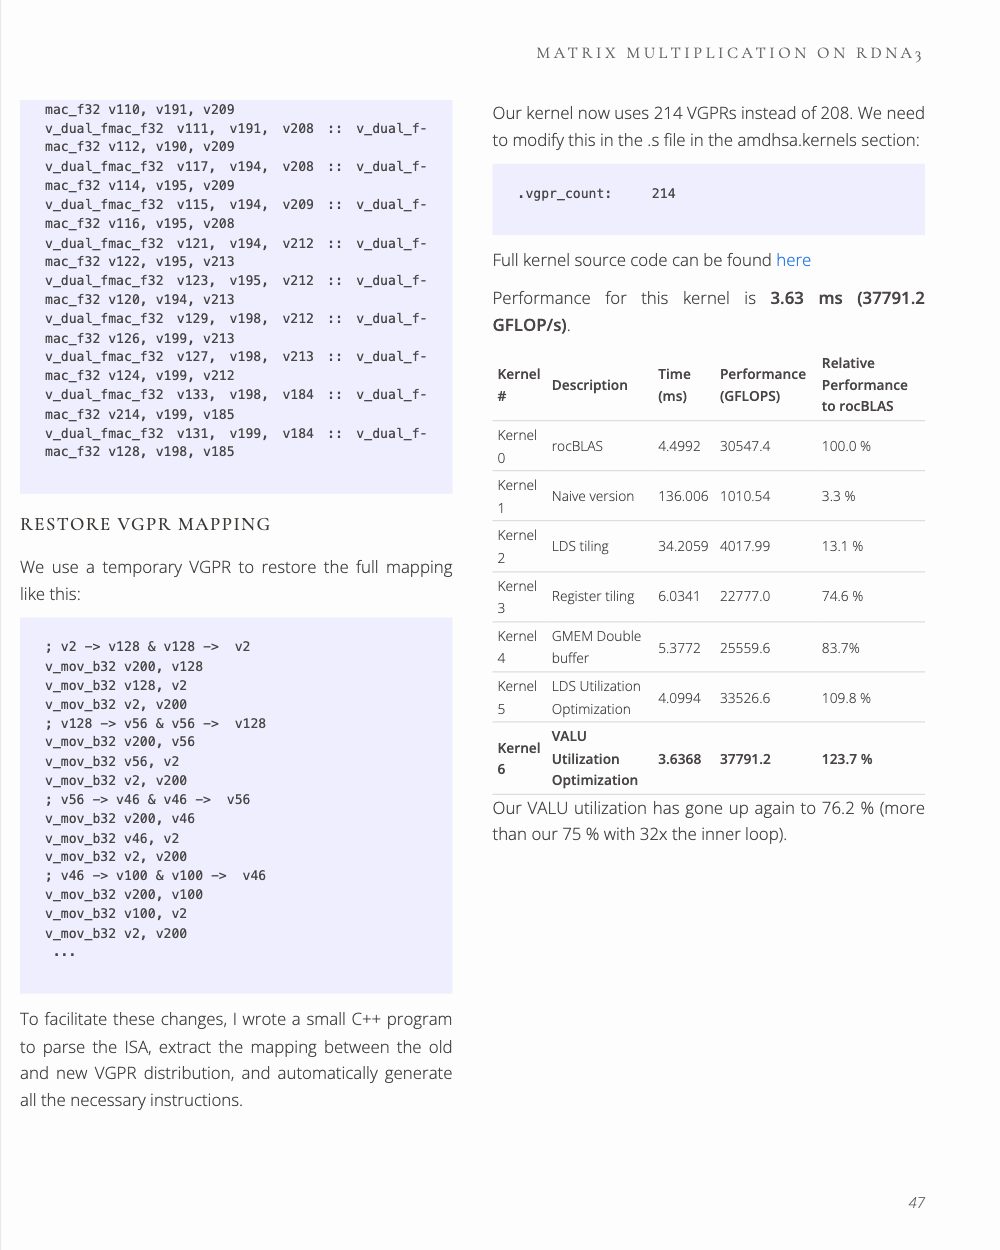 MATRIX MULTIPLICATION ON RDNA3
mac_f32 v110, v191, v209
v_dual_fmac_f32 v111, v191, v208 :: v_dual_f-
mac_f32 v112, v190, v209
v_dual_fmac_f32 v117, v194, v208 :: v_dual_f-
mac_f32 v114, v195, v209
v_dual_fmac_f32 v115, v194, v209 :: v_dual_f-
mac_f32 v116, v195, v208
v_dual_fmac_f32 v121, v194, v212 :: v_dual_f-
mac_f32 v122, v195, v213
v_dual_fmac_f32 v123, v195, v212 :: v_dual_f-
mac_f32 v120, v194, v213
v_dual_fmac_f32 v129, v198, v212 :: v_dual_f-
mac_f32 v126, v199, v213
v_dual_fmac_f32 v127, v198, v213 :: v_dual_f-
mac_f32 v124, v199, v212
v_dual_fmac_f32 v133, v198, v184 :: v_dual_f-
mac_f32 v214, v199, v185
v_dual_fmac_f32 v131, v199, v184 :: v_dual_f-
mac_f32 v128, v198, v185
RESTORE VGPR MAPPING
We use a temporary VGPR to restore the full mapping
like this:
; v2 -> v128 & v128 -> v2
v_mov_b32 v200, v128
v_mov_b32 v128, v2
v_mov_b32 v2, v200
; v128 -> v56 & v56 -> v128
v_mov_b32 v200, v56
v_mov_b32 v56, v2
v_mov_b32 v2, v200
; v56 -> v46 & v46 -> v56
v_mov_b32 v200, v46
v_mov_b32 v46, v2
v_mov_b32 v2, v200
; v46 -> v100 & v100 -> v46
v_mov_b32 v200, v100
v_mov_b32 v100, v2
v_mov_b32 v2, v200
...
To facilitate these changes, I wrote a small C++ program
to parse the ISA, extract the mapping between the old
and new VGPR distribution, and automatically generate
all the necessary instructions.
Our kernel now uses 214 VGPRs instead of 208. We need
to modify this in the .s file in the amdhsa.kernels section:
.vgpr_count: 214
Full kernel source code can be found here
Performance for this kernel is 3.63 ms (37791.2
GFLOP/s).
Kernel # Description Time (ms) Performance (GFLOPS) Relative Performance to rocBLAS
Kernel 0 rocBLAS 4.4992 30547.4 100.0 %
Kernel 1 Naive version 136.006 1010.54 3.3 %
Kernel 2 LDS tiling 34.2059 4017.99 13.1 %
Kernel 3 Register tiling 6.0341 22777.0 74.6 %
Kernel 4 GMEM Double buffer 5.3772 25559.6 83.7%
Kernel 5 LDS Utilization Optimization 4.0994 33526.6 109.8 %
Kernel 6 VALU Utilization Optimization 3.6368 37791.2 123.7 %
Our VALU utilization has gone up again to 76.2 % (more
than our 75 % with 32x the inner loop).
47